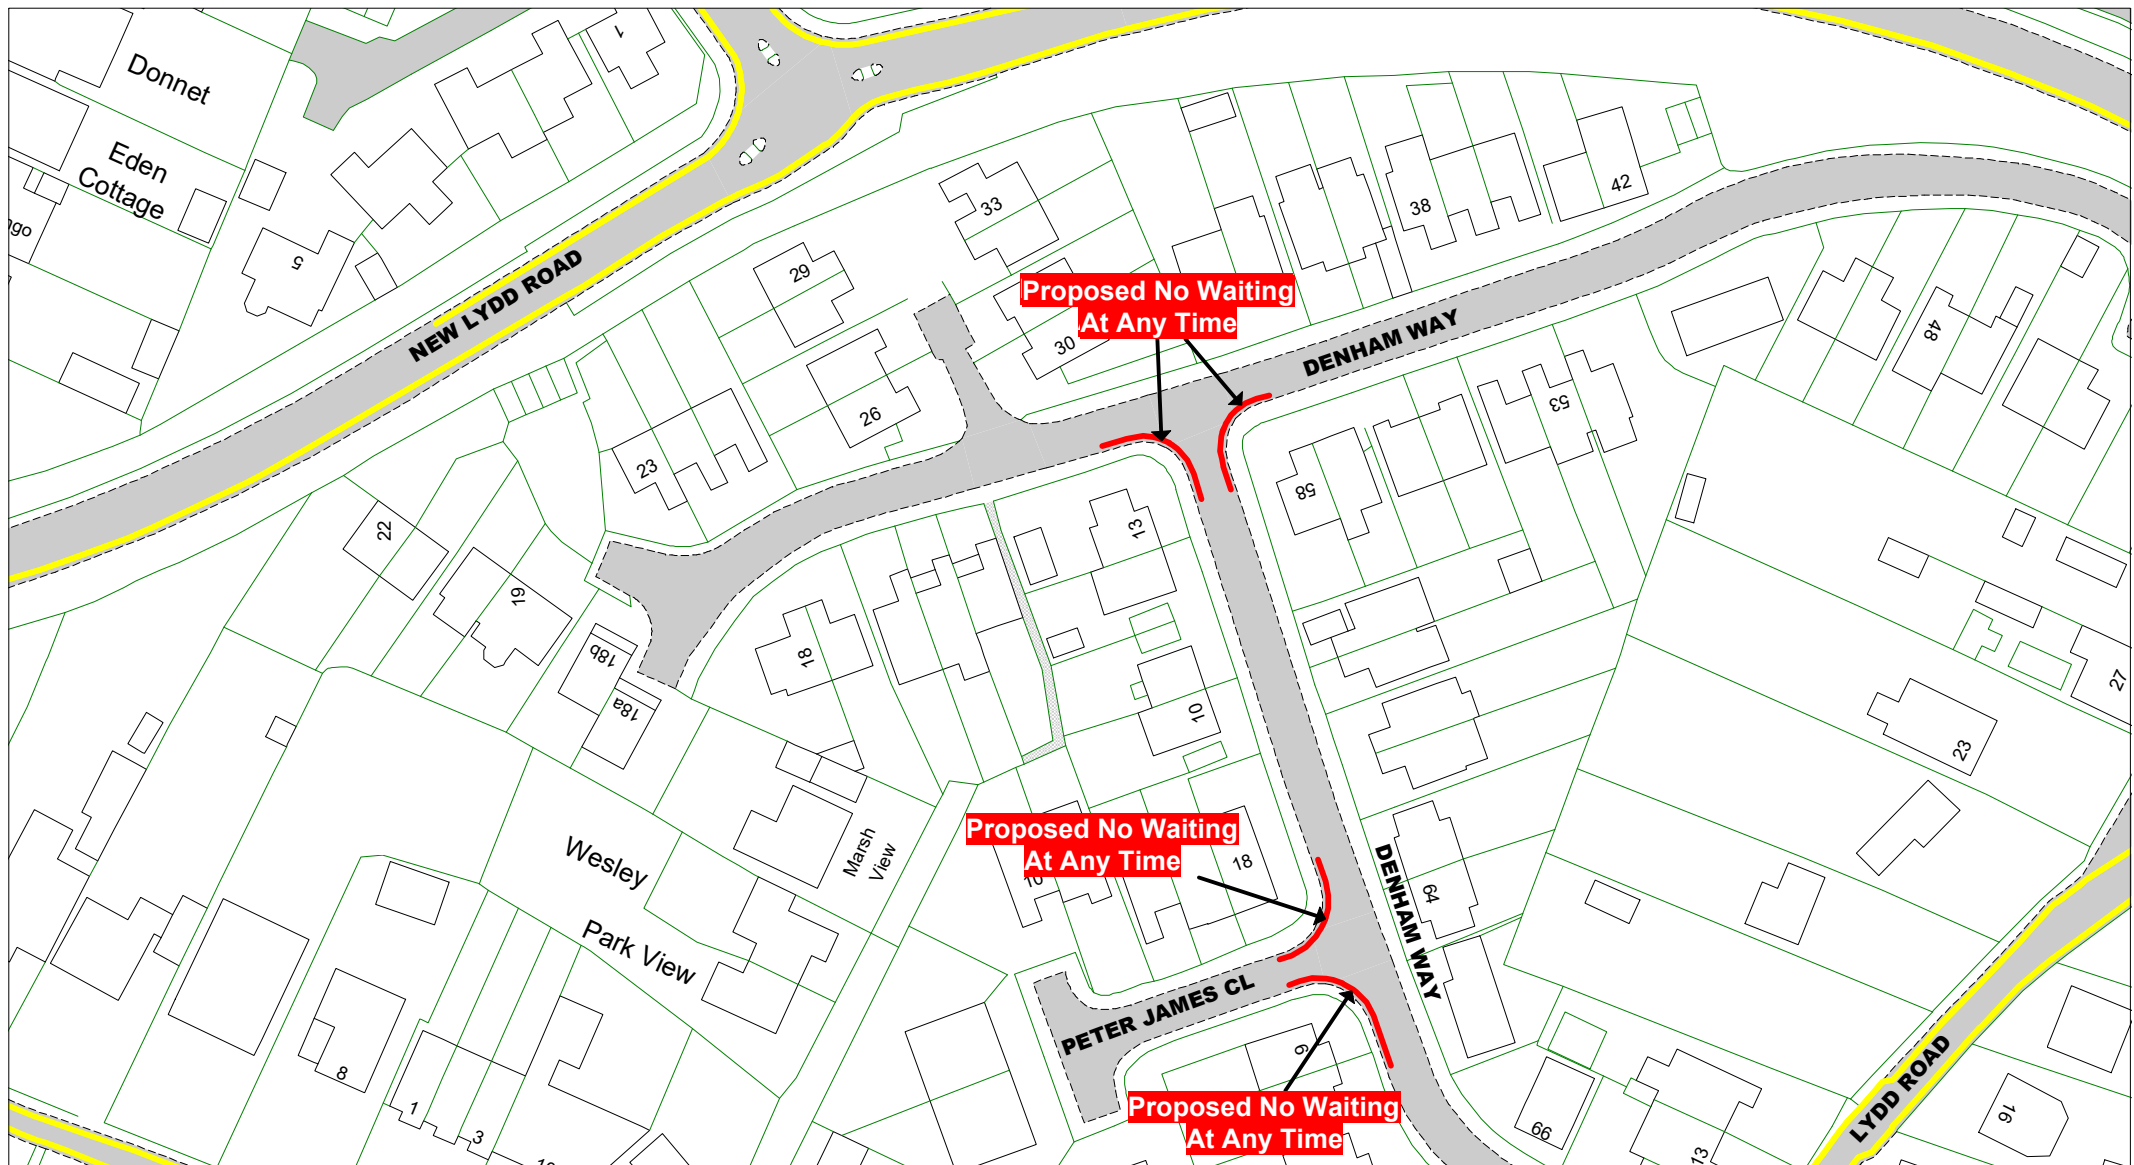 Donnet
1
Eden
Cottage
ngo
5
NEW LYDD ROAD
33
29
38
42
Proposed No Waiting
At Any Time
30
DENHAM WAY
48
26
23
53
58
22
13
19
18b
18a
18
10
27
23
Proposed No Waiting
At Any Time
18
Marsh
View
Wesley
Park View
64
DENHAM WAY
PETER JAMES CL
6
8
1
3
Proposed No Waiting
At Any Time
66
13
LYDD ROAD
16